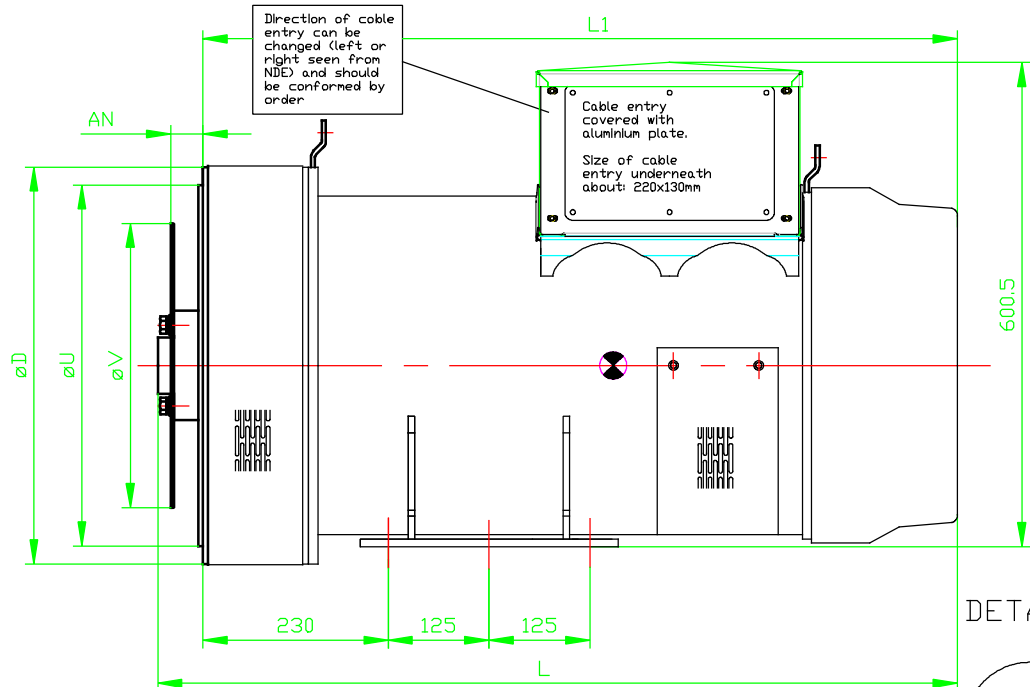 Direction of cable
entry can be
changed (left or
right seen from
NDE) and should
be conformed by
order
L1
AN
Cable entry
covered with
aluminium plate.
Size of cable
entry underneath
about: 220x130mm
600.5
øD
øU
øV
230
125
125
L